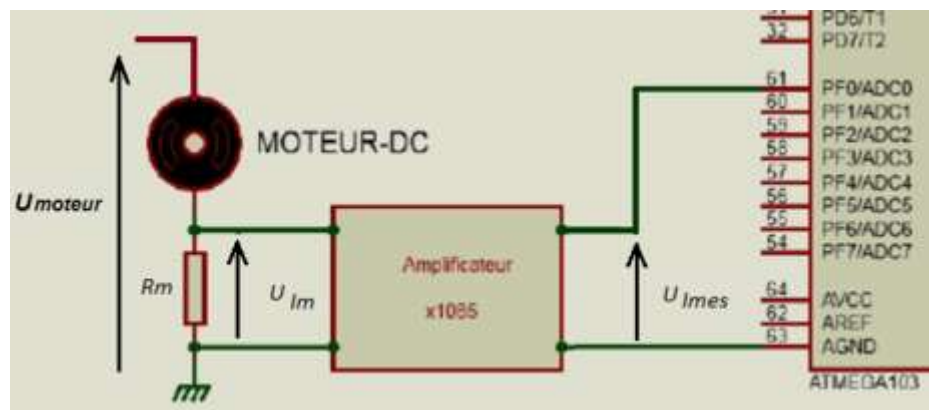 PD6/T1
32 PD7/T2
61 PF0/ADC0
60 PF1/ADC1
59 PF2/ADC2
58 PF3/ADC3
57 PF4/ADC4
56 PF5/ADC5
55 PF6/ADC6
54 PF7/ADC7
64 AVCC
62 AREF
63 AGND
ATMEGA103
MOTEUR-DC
U moteur
Rm
U Im
Amplificateur
x1085
U Imes